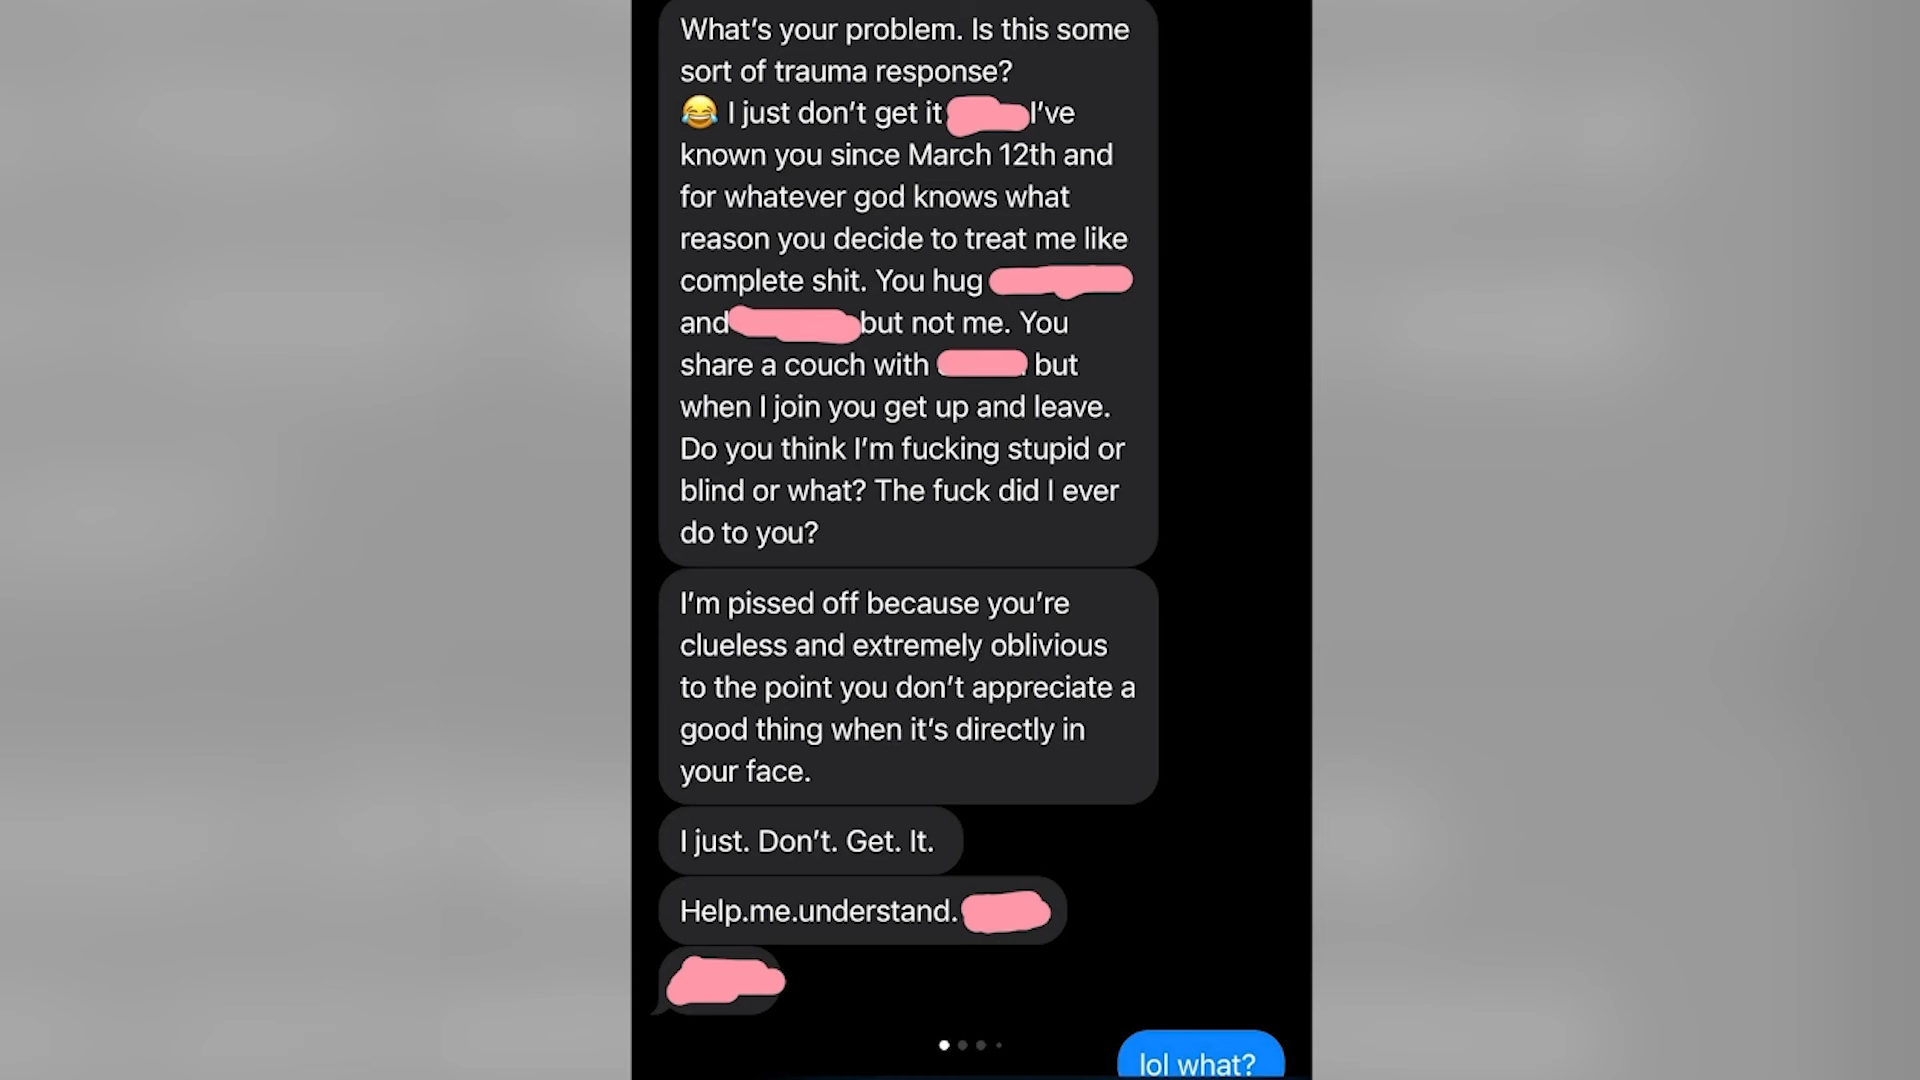 What's your problem. Is this some
sort of trauma response?
😂 I just don't get it I've
known you since March 12th and
for whatever god knows what
reason you decide to treat me like
complete shit. You hug
and but not me. You
share a couch with but
when I join you get up and leave.
Do you think I'm fucking stupid or
blind or what? The fuck did I ever
do to you?
I'm pissed off because you're
clueless and extremely oblivious
to the point you don't appreciate a
good thing when it's directly in
your face.
I just. Don't. Get. It.
Help.me.understand.
lol what?